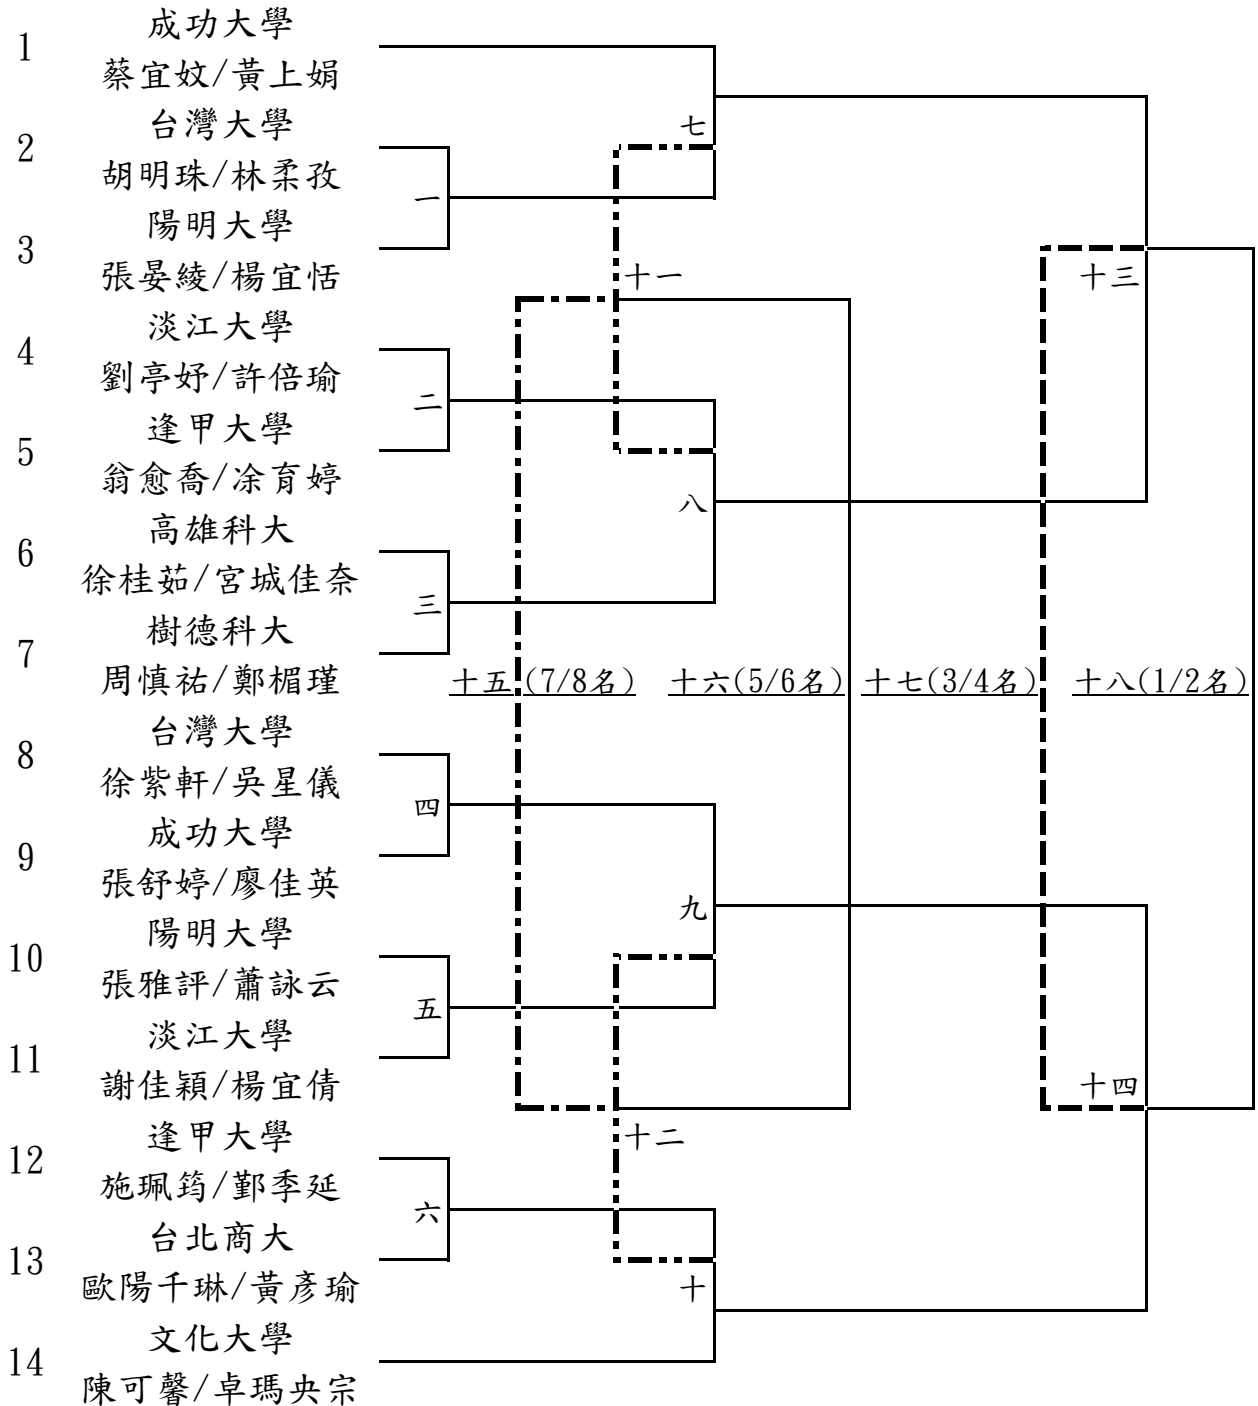 成功大學
1
蔡宜妏/黃上娟
台灣大學
七
2
胡明珠/林柔孜
一
陽明大學
3
張晏綾/楊宜恬
十一
十三
淡江大學
4
劉亭妤/許倍瑜
二
逢甲大學
5
翁愈喬/凃育婷
八
高雄科大
6
徐桂茹/宮城佳奈
三
樹德科大
7
周慎祐/鄭楣瑾
十五(7/8名) 十六(5/6名) 十七(3/4名) 十八(1/2名)
台灣大學
8
徐紫軒/吳星儀
四
成功大學
9
張舒婷/廖佳英
九
陽明大學
10
張雅評/蕭詠云
五
淡江大學
11
謝佳穎/楊宜倩
十四
逢甲大學
十二
12
施珮筠/鄞季延
六
台北商大
13
歐陽千琳/黃彥瑜
十
文化大學
14
陳可馨/卓瑪央宗